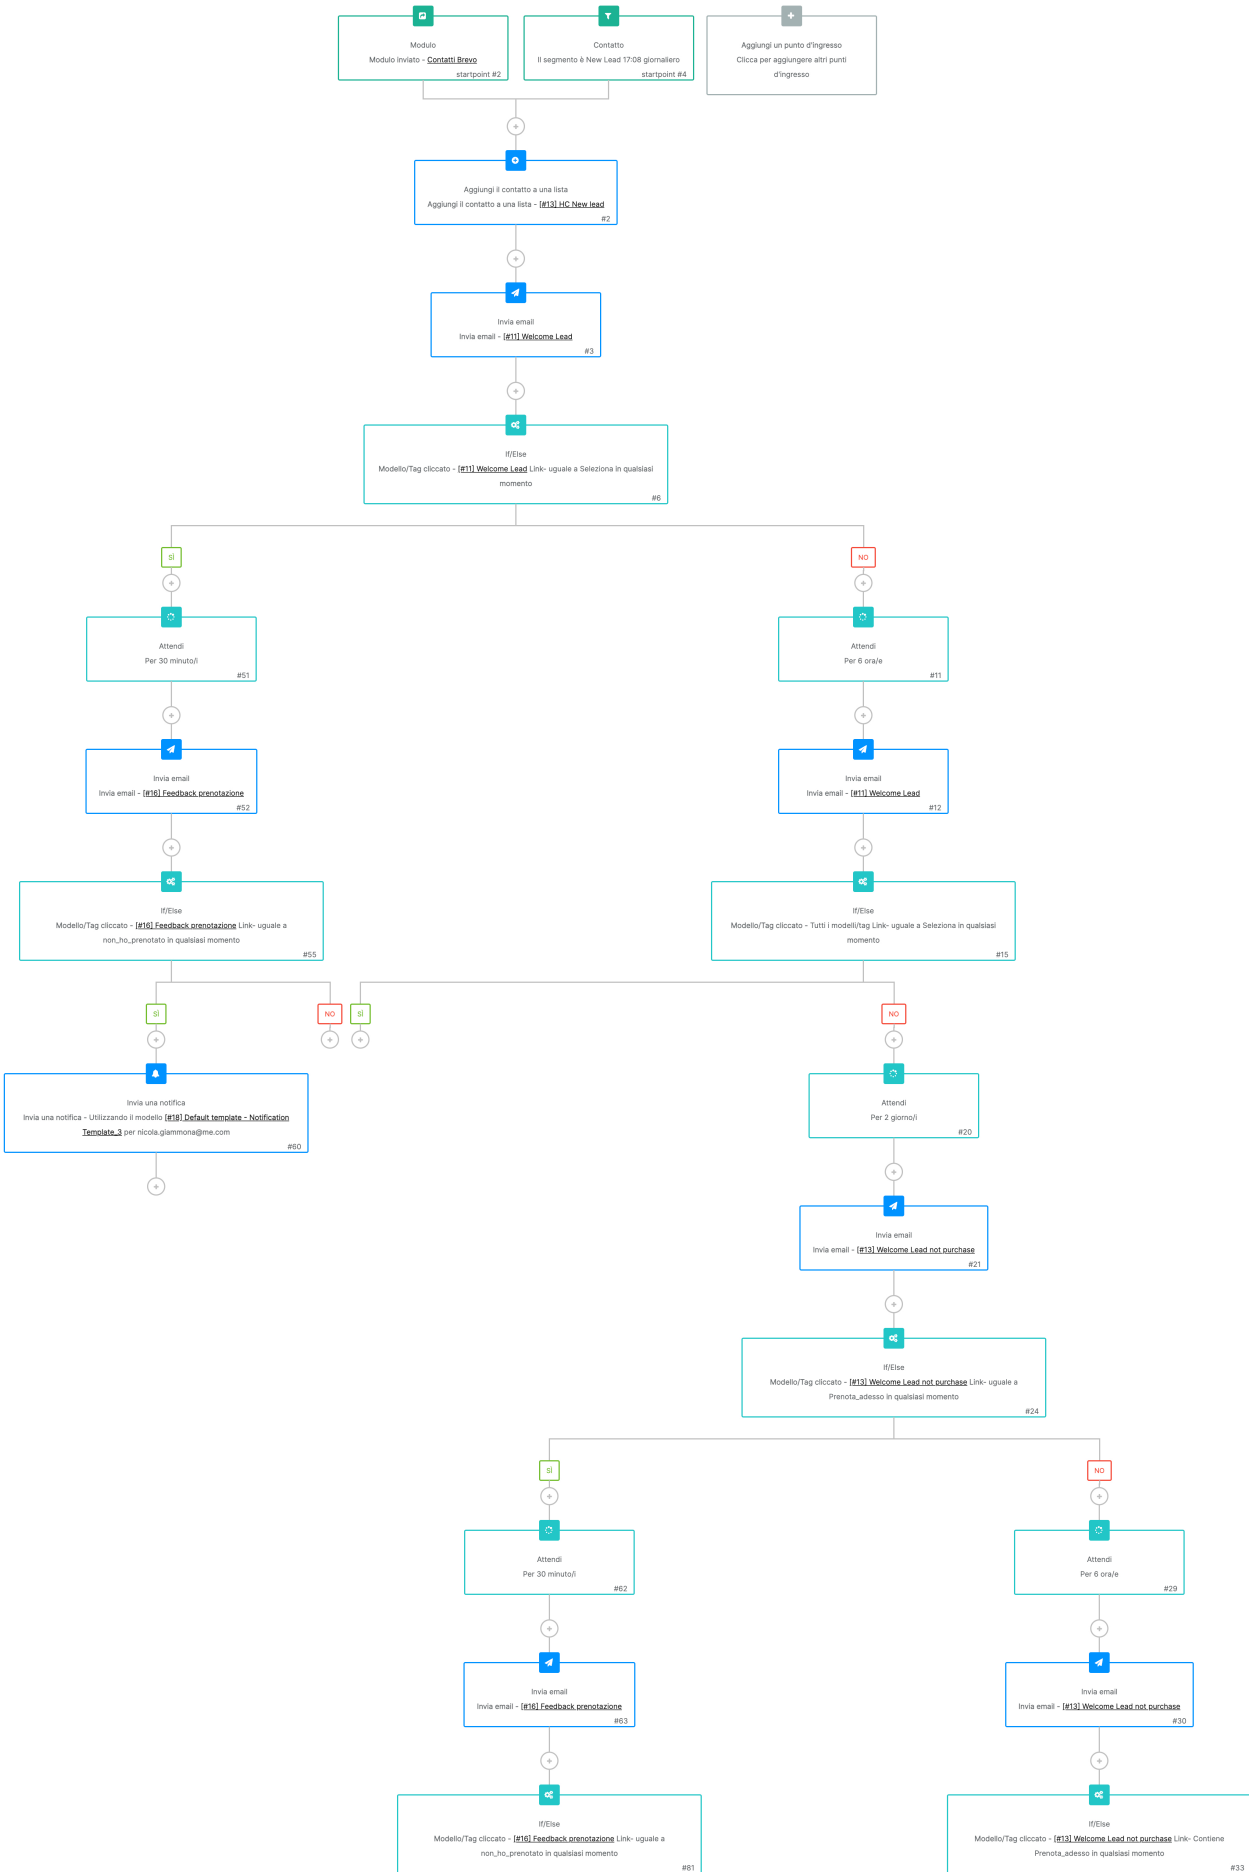 Modulo
Modulo inviato - Contatti Brevo
startpoint #2
Contatto
Il segmento è New Lead 17:08 giornaliero
startpoint #4
Aggiungi un punto d'ingresso
Clicca per aggiungere altri punti
d'ingresso
Aggiungi il contatto a una lista
Aggiungi il contatto a una lista - [#13] HC New lead
#2
Invia email
Invia email - [#11] Welcome Lead
#3
If/Else
Modello/Tag cliccato - [#11] Welcome Lead Link- uguale a Seleziona in qualsiasi
momento
#6
SÌ
NO
Attendi
Per 30 minuto/i
#51
Attendi
Per 6 ora/e
#11
Invia email
Invia email - [#16] Feedback prenotazione
#52
Invia email
Invia email - [#11] Welcome Lead
#12
If/Else
Modello/Tag cliccato - [#16] Feedback prenotazione Link- uguale a
non_ho_prenotato in qualsiasi momento
#55
If/Else
Modello/Tag cliccato - Tutti i modelli/tag Link- uguale a Seleziona in qualsiasi
momento
#15
SÌ
NO
SÌ
NO
Invia una notifica
Invia una notifica - Utilizzando il modello [#18] Default template - Notification
Template_3 per nicola.giammona@me.com
#60
Attendi
Per 2 giorno/i
#20
Invia email
Invia email - [#13] Welcome Lead not purchase
#21
If/Else
Modello/Tag cliccato - [#13] Welcome Lead not purchase Link- uguale a
Prenota_adesso in qualsiasi momento
#24
SÌ
NO
Attendi
Per 30 minuto/i
#62
Attendi
Per 6 ora/e
#29
Invia email
Invia email - [#16] Feedback prenotazione
#63
Invia email
Invia email - [#13] Welcome Lead not purchase
#30
If/Else
Modello/Tag cliccato - [#16] Feedback prenotazione Link- uguale a
non_ho_prenotato in qualsiasi momento
#81
If/Else
Modello/Tag cliccato - [#13] Welcome Lead not purchase Link- Contiene
Prenota_adesso in qualsiasi momento
#33